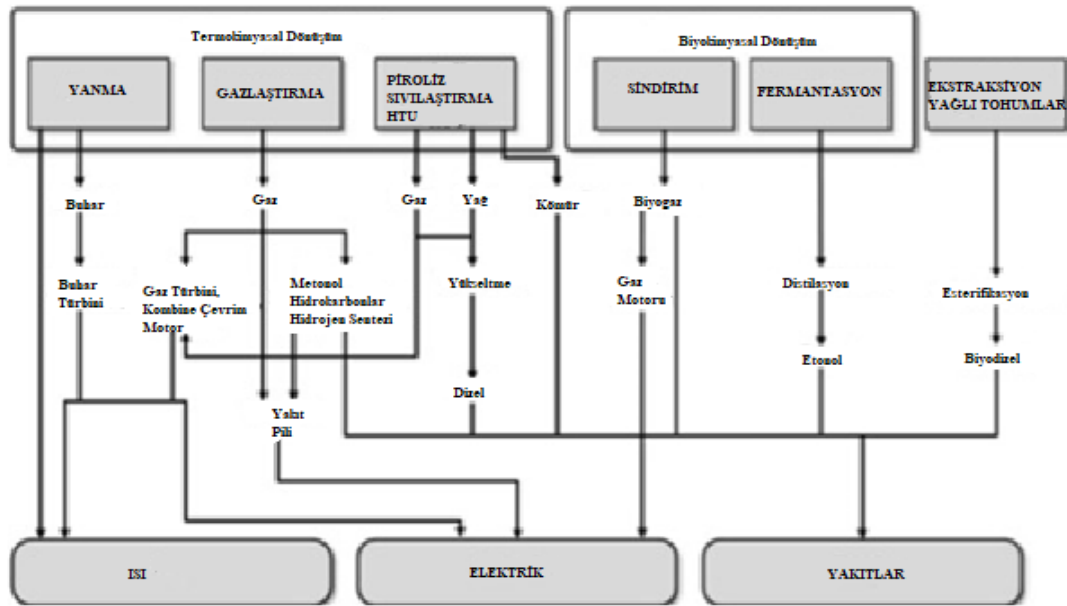 Termokimyasal Dönüşüm
Biyokimyasal Dönüşüm
YANMA
GAZLAŞTIRMA
PİROLİZ
SIVILAŞTIRMA
HTU
SİNDİRİM
FERMANTASYON
EKSTRAKSİYON
YAĞLI TOHUMLAR
Buhar
Gaz
Gaz
Yağ
Kömür
Biyogaz
Buhar
Türbini
Gaz Türbini,
Kombine Çevrim
Motor
Metonol
Hidrokarbonlar
Hidrojen Sentezi
Yükseltme
Gaz
Motoru
Distilasyon
Esterifikasyon
Etonol
Biyodizel
Dizel
Yakıt
Pili
ISI
ELEKTRİK
YAKITLAR